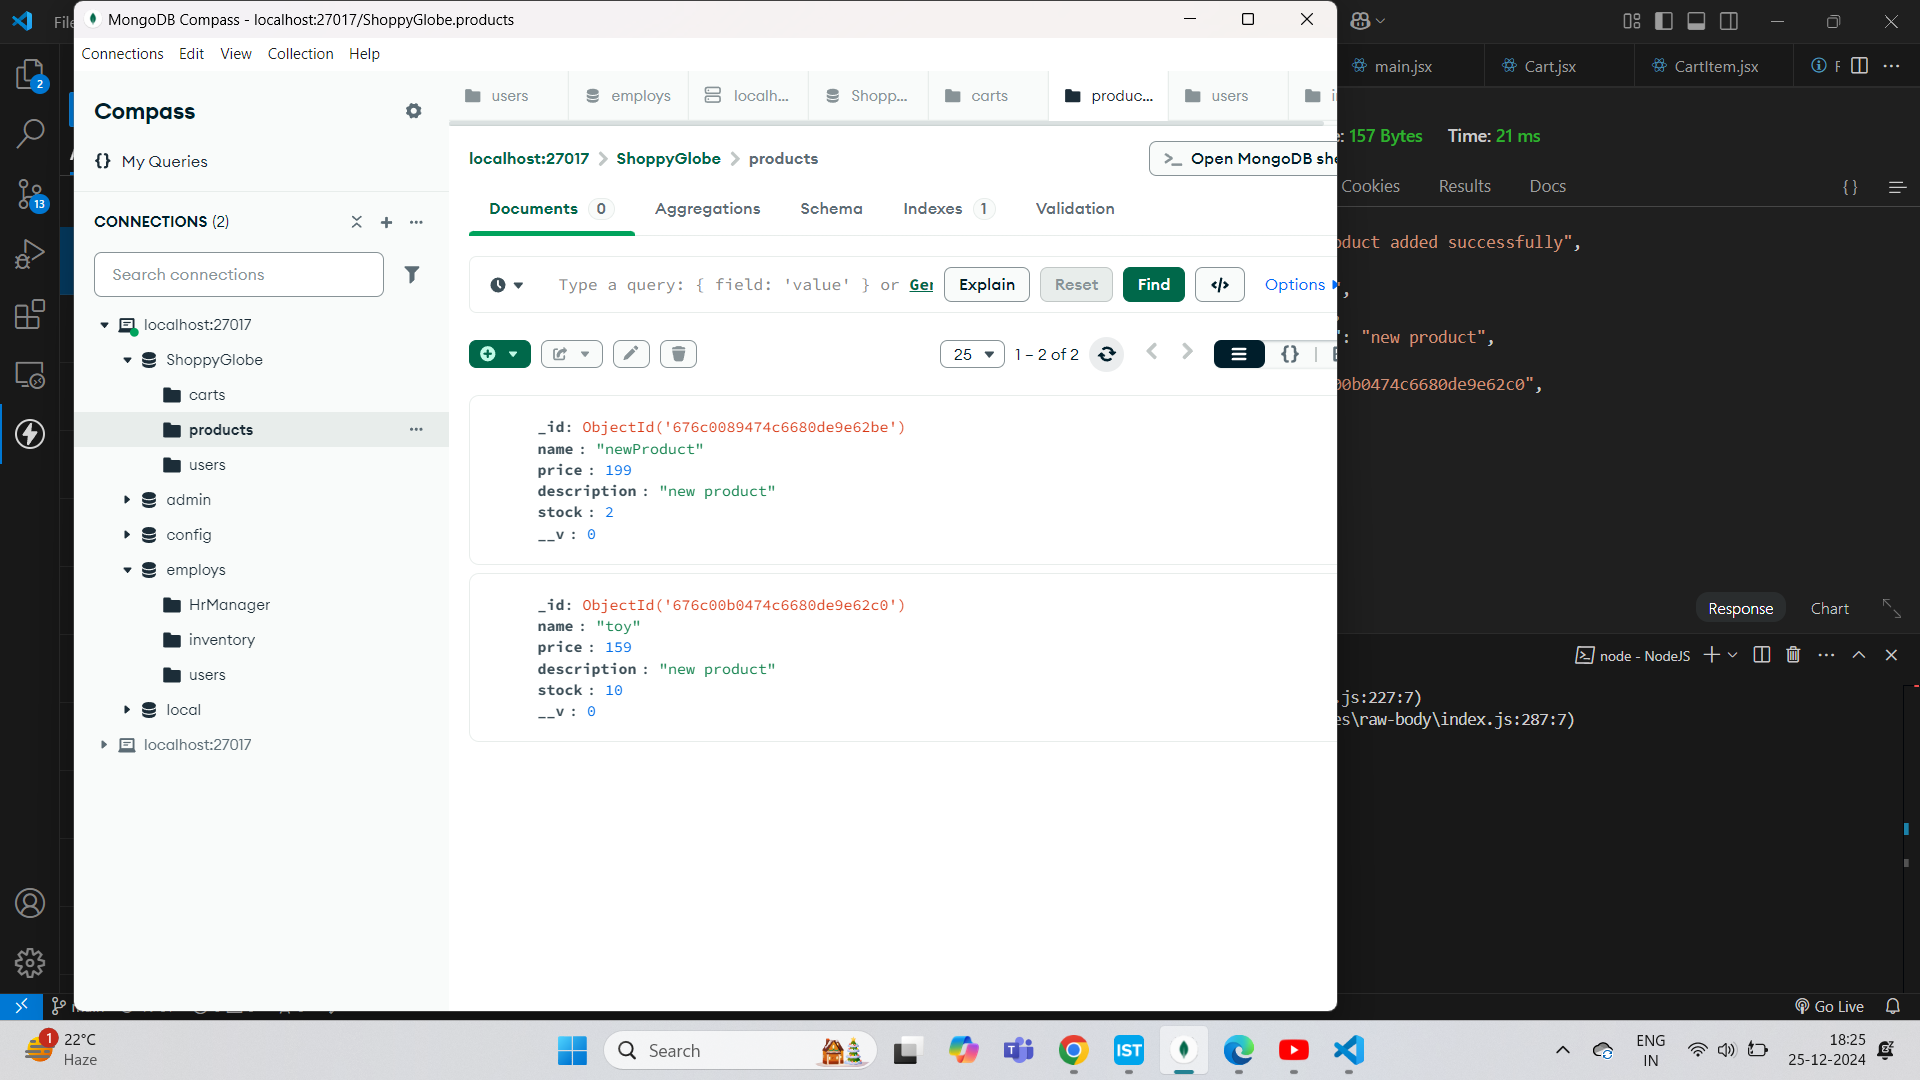 MongoDB Compass - localhost:27017/ShoppyGlobe.products
Connections Edit View Collection Help
Compass
{} My Queries
CONNECTIONS (2)
Search connections
localhost:27017
ShoppyGlobe
carts
products
users
admin
config
employs
HrManager
inventory
users
local
localhost:27017
users
employs
localh...
Shopp...
carts
produc...
users
localhost:27017 > ShoppyGlobe > products
>_ Open MongoDB she
Documents 0 Aggregations Schema Indexes 1 Validation
Type a query: { field: 'value' } or Ger
Explain Reset Find </> Options
25 1 – 2 of 2 {}
_id: ObjectId('676c0089474c6680de9e62be')
name : "newProduct"
price : 199
description : "new product"
stock : 2
__v : 0
_id: ObjectId('676c00b0474c6680de9e62c0')
name : "toy"
price : 159
description : "new product"
stock : 10
__v : 0
File
2
13
main.jsx Cart.jsx CartItem.jsx
: 157 Bytes Time: 21 ms
Cookies Results Docs {}
oduct added successfully",
",
": "new product",
00b0474c6680de9e62c0",
Response Chart
node - NodeJS
.js:227:7)
es\raw-body\index.js:287:7)
Go Live
1
22°C
Haze
Search
IST
ENG
IN
18:25
25-12-2024